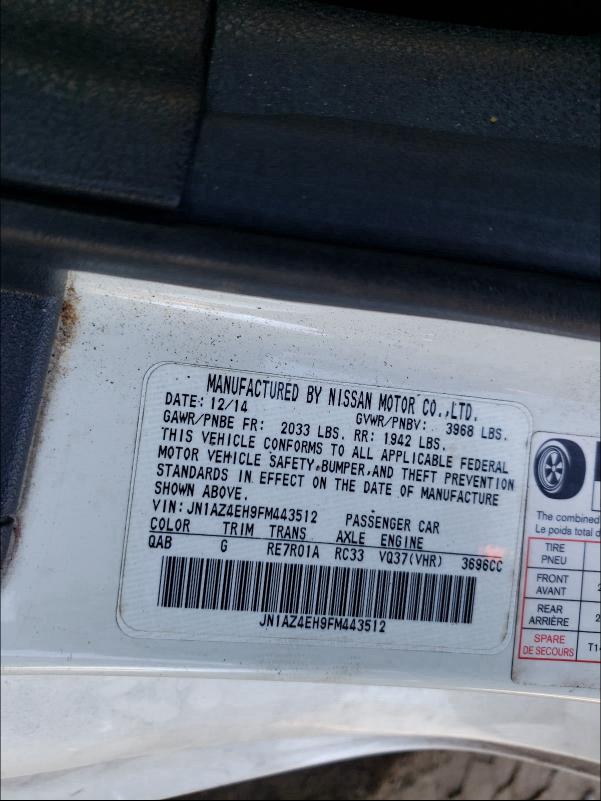 MANUFACTURED BY NISSAN MOTOR CO.,LTD.
DATE: 12/14 GVWR/PNBV: 3968 LBS.
GAWR/PNBE FR: 2033 LBS. RR: 1942 LBS.
THIS VEHICLE CONFORMS TO ALL APPLICABLE FEDERAL
MOTOR VEHICLE SAFETY,BUMPER,AND THEFT PREVENTION
STANDARDS IN EFFECT ON THE DATE OF MANUFACTURE
SHOWN ABOVE.
VIN: JN1AZ4EH9FM443512 PASSENGER CAR
COLOR TRIM TRANS AXLE ENGINE
QAB G RE7R01A RC33 VQ37(VHR) 3696CC
JN1AZ4EH9FM443512
The combined
Le poids total d
TIRE
PNEU
FRONT
AVANT
REAR
ARRIÈRE
SPARE
DE SECOURS